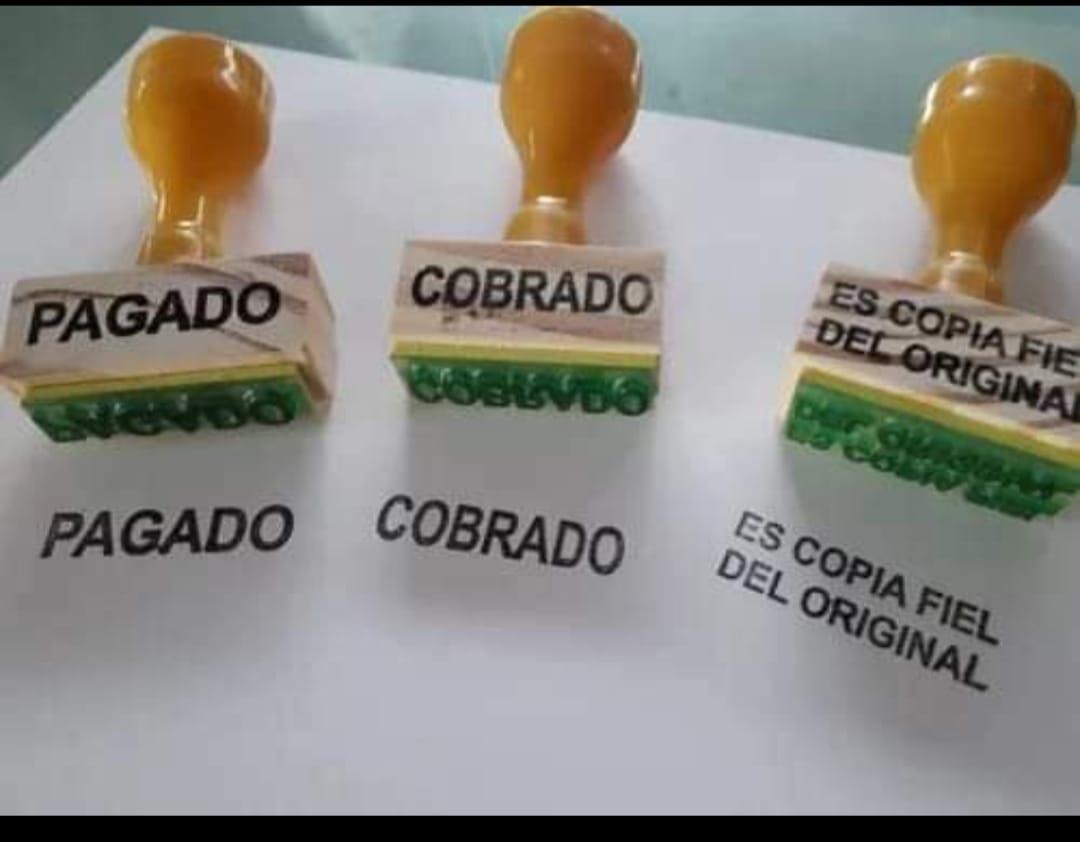 PAGADO
COBRADO
ES COPIA FIEL
DEL ORIGINAL
PAGADO
COBRADO
ES COPIA FIEL
DEL ORIGINAL